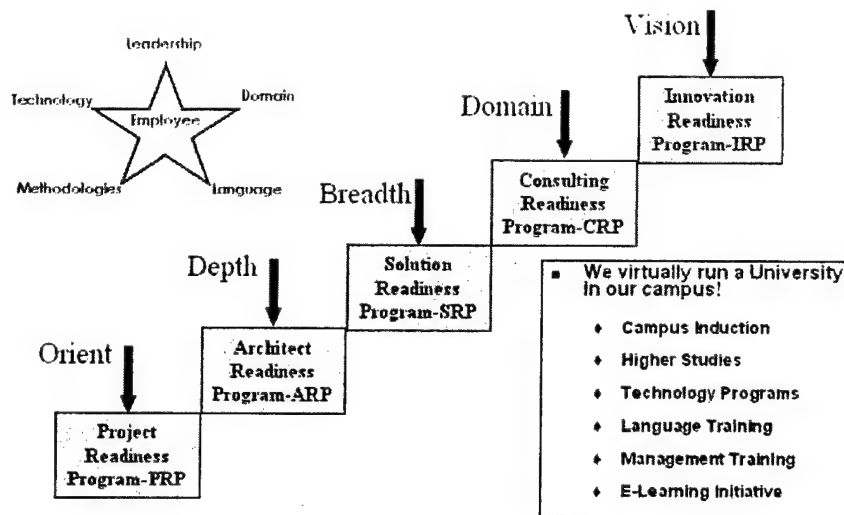 Leadership
Technology
Domain
Employee
Methodologies
Language
Vision
Innovation
Readiness
Program-IRP
Domain
Consulting
Readiness
Program-CRP
Breadth
Solution
Readiness
Program-SRP
Depth
Architect
Readiness
Program-ARP
Orient
Project
Readiness
Program-PRP
We virtually run a University
in our campus!
Campus Induction
Higher Studies
Technology Programs
Language Training
Management Training
E-Learning Initiative